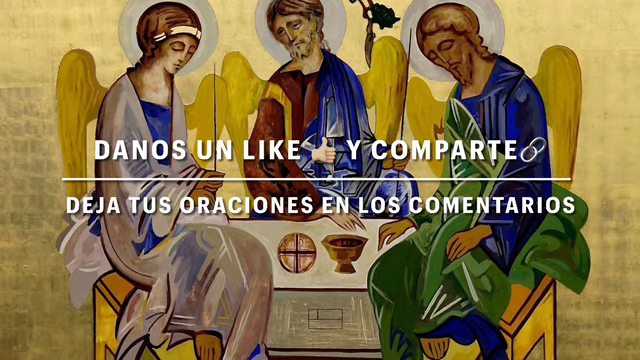 DANOS UN LIKE 👍🏻 Y COMPARTE🔗
DEJA TUS ORACIONES EN LOS COMENTARIOS